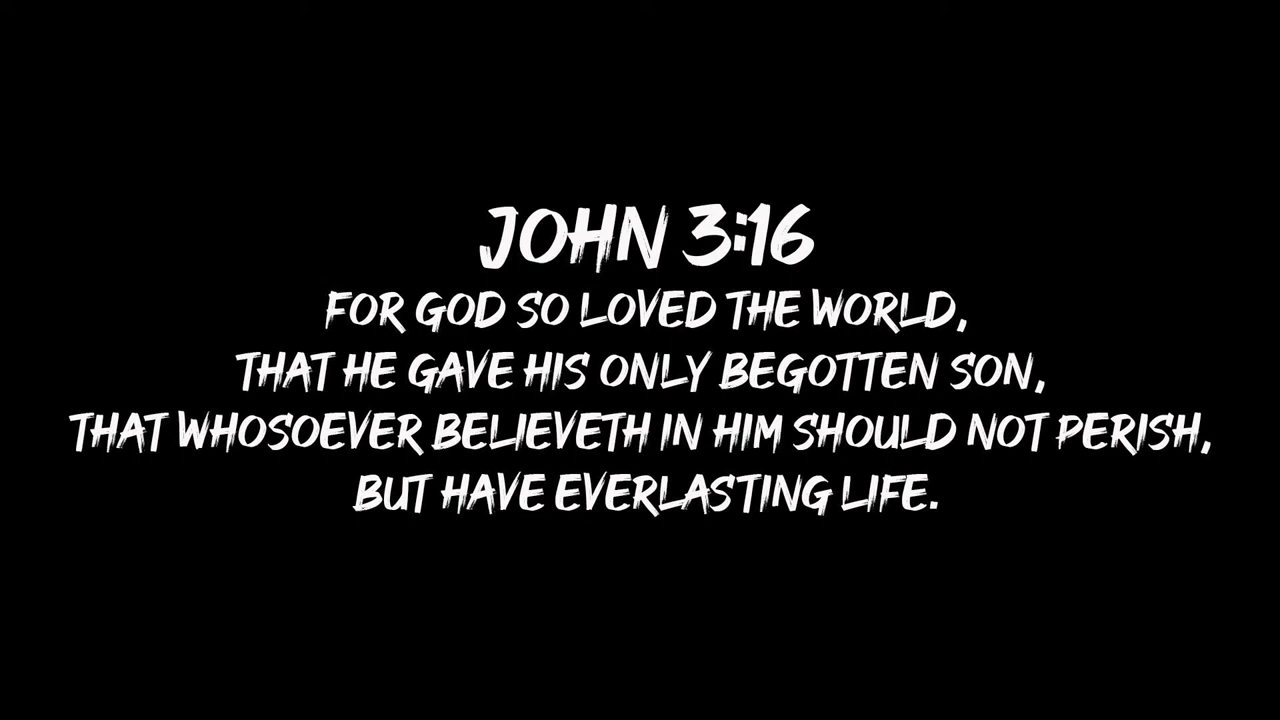 JOHN 3:16
FOR GOD SO LOVED THE WORLD,
THAT HE GAVE HIS ONLY BEGOTTEN SON,
THAT WHOSOEVER BELIEVETH IN HIM SHOULD NOT PERISH,
BUT HAVE EVERLASTING LIFE.